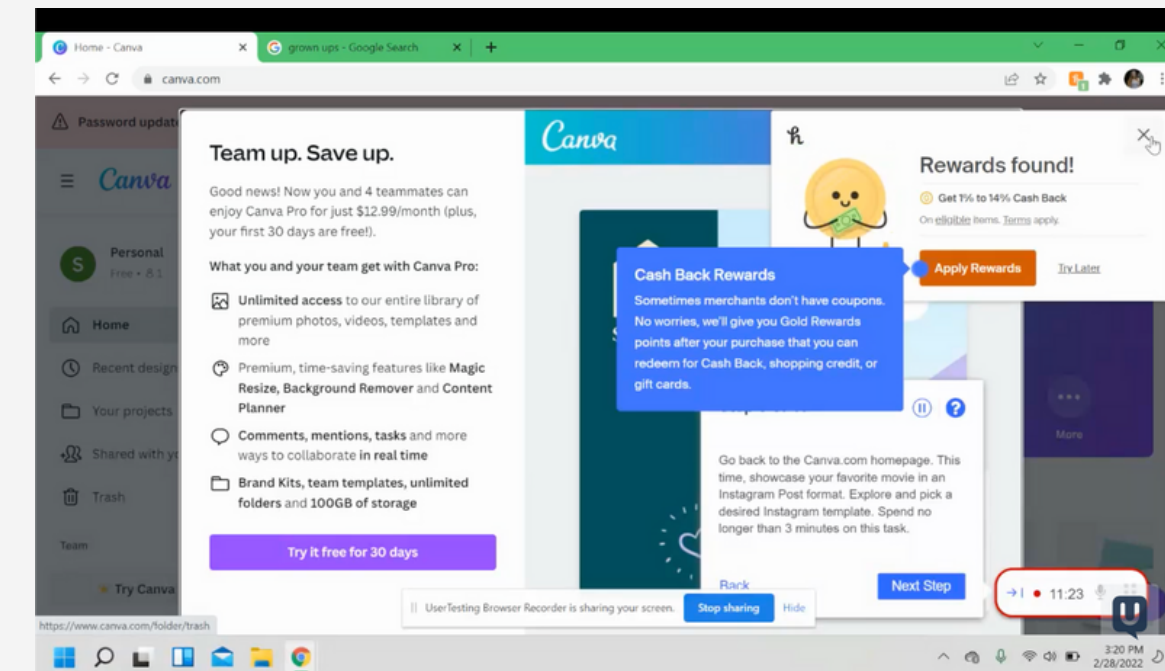 Home - Canva
grown ups - Google Search
canva.com
Password updat
Canva
Personal
Free • 8
Home
Recent design
Your projects
Shared with yo
Trash
Team
Try Canva
https://www.canva.com/folder/trash
Team up. Save up.
Good news! Now you and 4 teammates can
enjoy Canva Pro for just $12.99/month (plus,
your first 30 days are free!).
What you and your team get with Canva Pro:
Unlimited access to our entire library of
premium photos, videos, templates and
more
Premium, time-saving features like Magic
Resize, Background Remover and Content
Planner
Comments, mentions, tasks and more
ways to collaborate in real time
Brand Kits, team templates, unlimited
folders and 100GB of storage
Try it free for 30 days
Canva
Rewards found!
Get 1% to 14% Cash Back
On eligible items. Terms apply.
Apply Rewards
Try Later
Cash Back Rewards
Sometimes merchants don't have coupons.
No worries, we'll give you Gold Rewards
points after your purchase that you can
redeem for Cash Back, shopping credit, or
gift cards.
More
Go back to the Canva.com homepage. This
time, showcase your favorite movie in an
Instagram Post format. Explore and pick a
desired Instagram template. Spend no
longer than 3 minutes on this task.
Back
Next Step
11:23
UserTesting Browser Recorder is sharing your screen.
Stop sharing
Hide
3:20 PM
2/28/2022